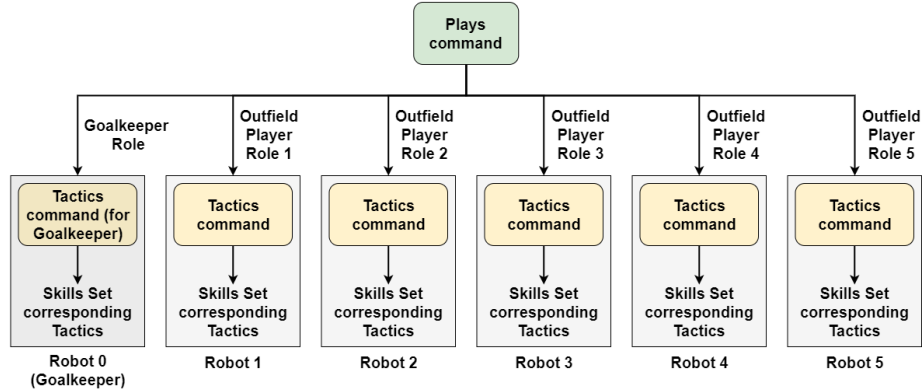 Plays
command
Goalkeeper
Role
Outfield
Player
Role 1
Outfield
Player
Role 2
Outfield
Player
Role 3
Outfield
Player
Role 4
Outfield
Player
Role 5
Tactics
command (for
Goalkeeper)
Tactics
command
Tactics
command
Tactics
command
Tactics
command
Tactics
command
Skills Set
corresponding
Tactics
Skills Set
corresponding
Tactics
Skills Set
corresponding
Tactics
Skills Set
corresponding
Tactics
Skills Set
corresponding
Tactics
Skills Set
corresponding
Tactics
Robot 0
(Goalkeeper)
Robot 1
Robot 2
Robot 3
Robot 4
Robot 5